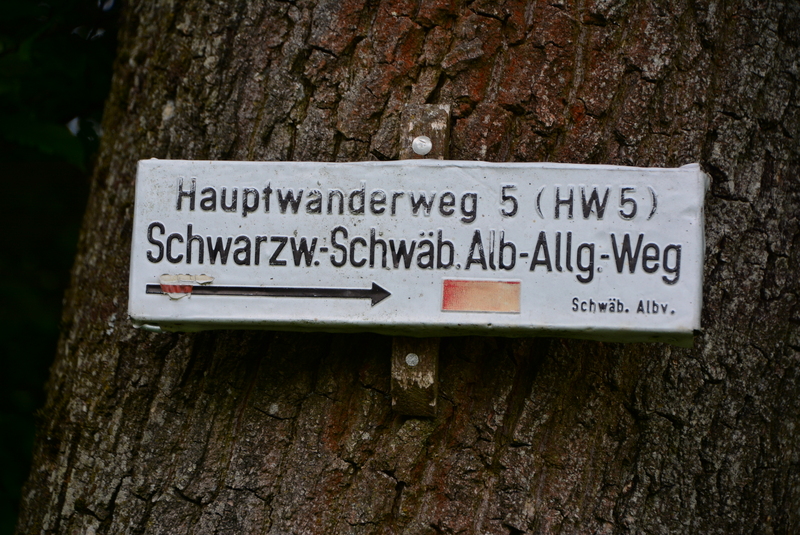 Hauptwanderweg 5 (HW5)
Schwarzw.-Schwäb.Alb-Allg.-Weg
Schwäb. Albv.